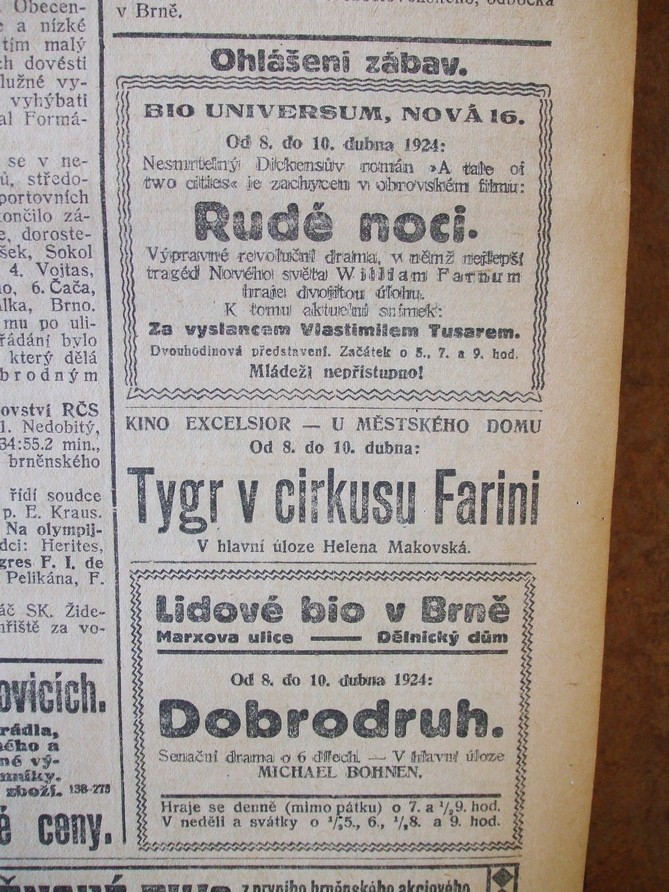 Obecen-
e a nízké
tím malý
ch dovésti
lužné vy-
vyhýbati
al Formá-
se v ne-
ů, středo-
portovních
končilo zá-
e, doroste-
šek, Sokol
4. Vojtas,
no, 6. Čača,
alka, Brno.
mu po uli-
řádání bylo
který dělá
brodným
ovství RČS
1. Nedobitý,
34:55.2 min.,
brněnského
řídí soudce
p. E. Kraus.
Na olympij-
dci: Herites,
gres F. I. de
Pelikána, F.
áč SK. Žide-
hřiště za vo-
ovicích.
rádla,
ného a
né vý-
nníky.
zboží. 138-278
é ceny.
v Brně.
Ohlášení zábav.
BIO UNIVERSUM, NOVÁ 16.
Od 8. do 10. dubna 1924:
Nesmrtelný Dickensův román »A tale of
two cities« je zachycen v obrovském filmu:
Rudé noci.
Výpravné revoluční drama, v němž nejlepší
tragéd Nového světa William Farnum
hraje dvojitou úlohu.
K tomu aktuelní snímek:
Za vyslancem Vlastimilem Tusarem.
Dvouhodinová představení. Začátek o 5., 7. a 9. hod.
Mládeži nepřístupno!
KINO EXCELSIOR — U MĚSTSKÉHO DOMU
Od 8. do 10. dubna:
Tygr v cirkusu Farini
V hlavní úloze Helena Makovská.
Lidové bio v Brně
Marxova ulice — Dělnický dům
Od 8. do 10. dubna 1924:
Dobrodruh.
Senační drama o 6 dílech. — V hlavní úloze
MICHAEL BOHNEN.
Hraje se denně (mimo pátku) o 7. a ½9. hod.
V neděli a svátky o ½5., 6., ½8. a 9. hod.
z prvního brněnského akciového